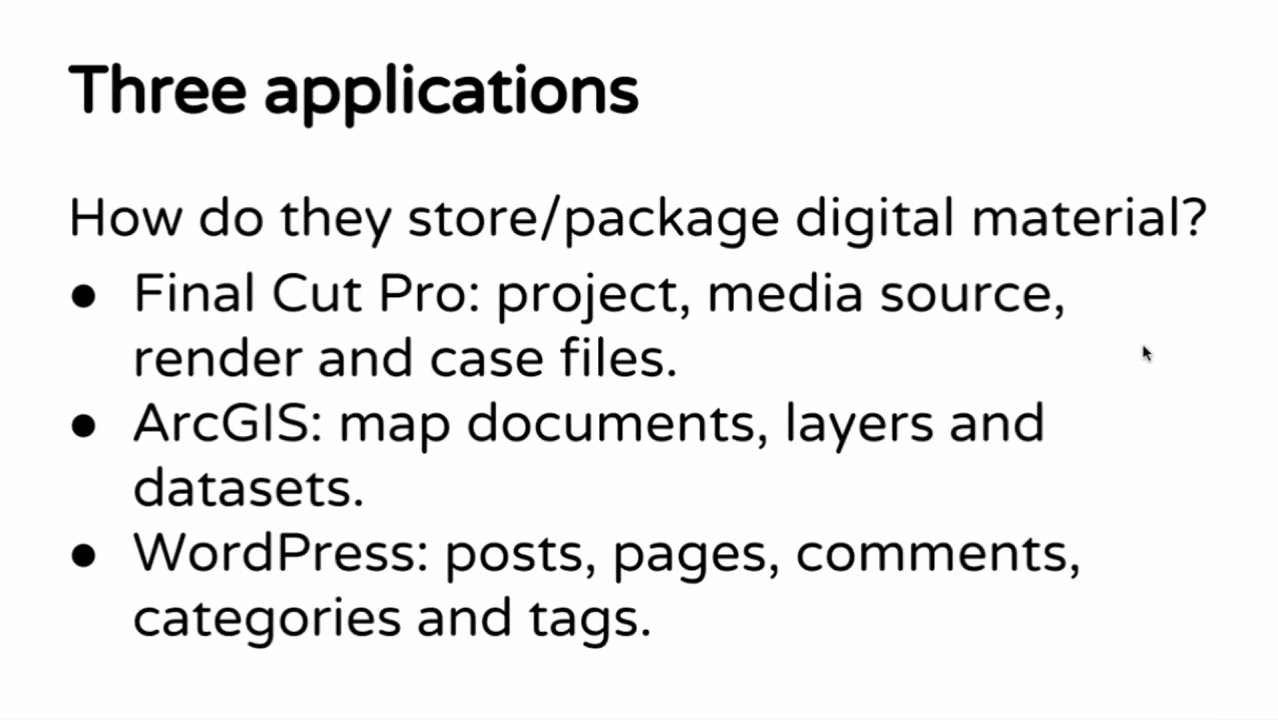 Three applications
How do they store/package digital material?
● Final Cut Pro: project, media source,
render and case files.
● ArcGIS: map documents, layers and
datasets.
● WordPress: posts, pages, comments,
categories and tags.